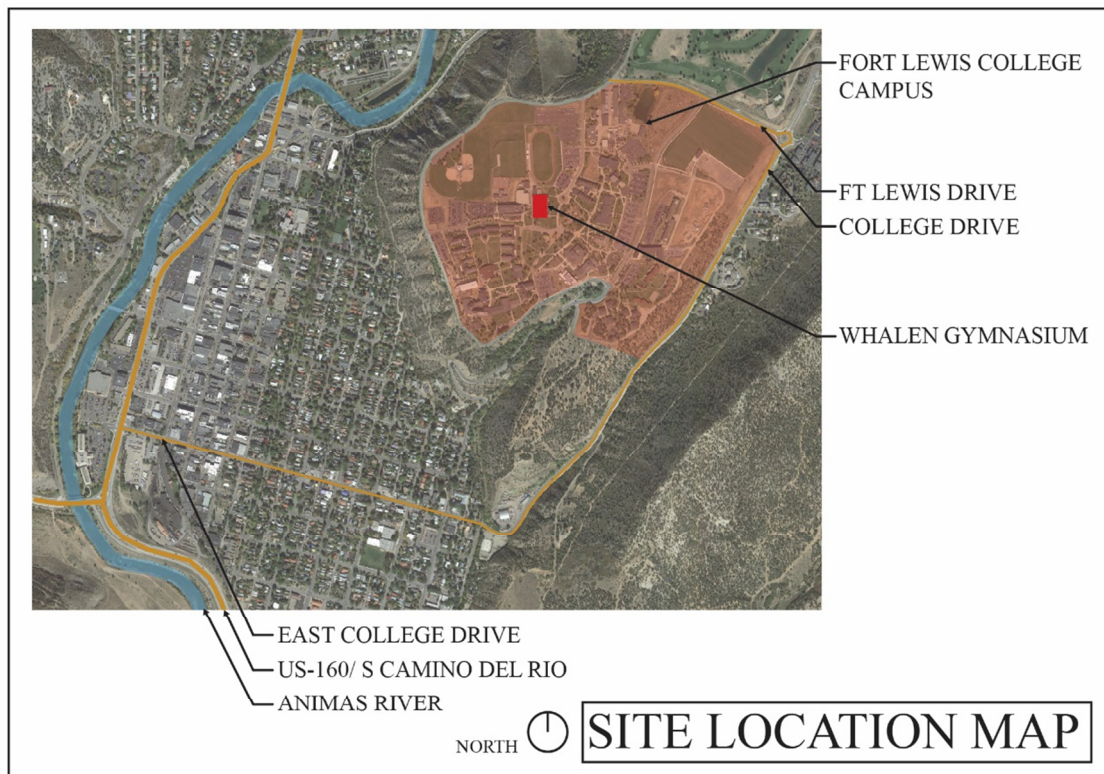 FORT LEWIS COLLEGE
CAMPUS
FT LEWIS DRIVE
COLLEGE DRIVE
WHALEN GYMNASIUM
EAST COLLEGE DRIVE
US-160/ S CAMINO DEL RIO
ANIMAS RIVER
NORTH
SITE LOCATION MAP